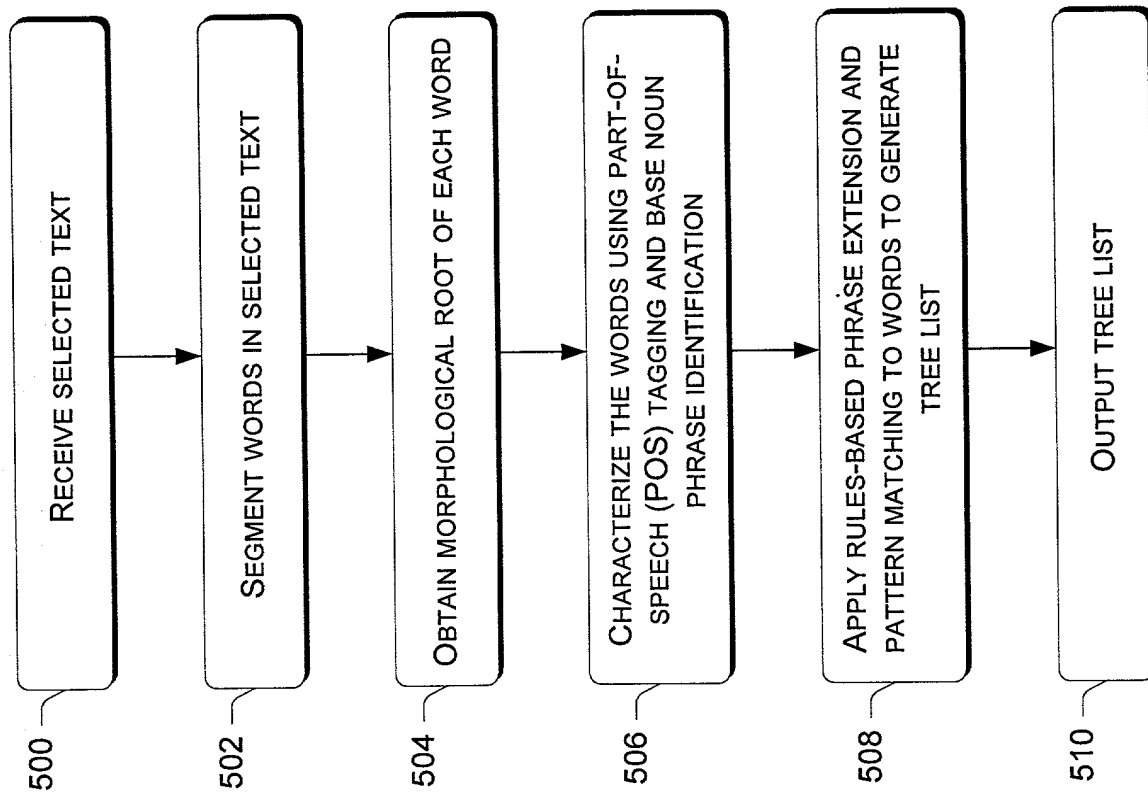 500
RECEIVE SELECTED TEXT
502
SEGMENT WORDS IN SELECTED TEXT
504
OBTAIN MORPHOLOGICAL ROOT OF EACH WORD
506
CHARACTERIZE THE WORDS USING PART-OF-
SPEECH (POS) TAGGING AND BASE NOUN
PHRASE IDENTIFICATION
508
APPLY RULES-BASED PHRASE EXTENSION AND
PATTERN MATCHING TO WORDS TO GENERATE
TREE LIST
510
OUTPUT TREE LIST